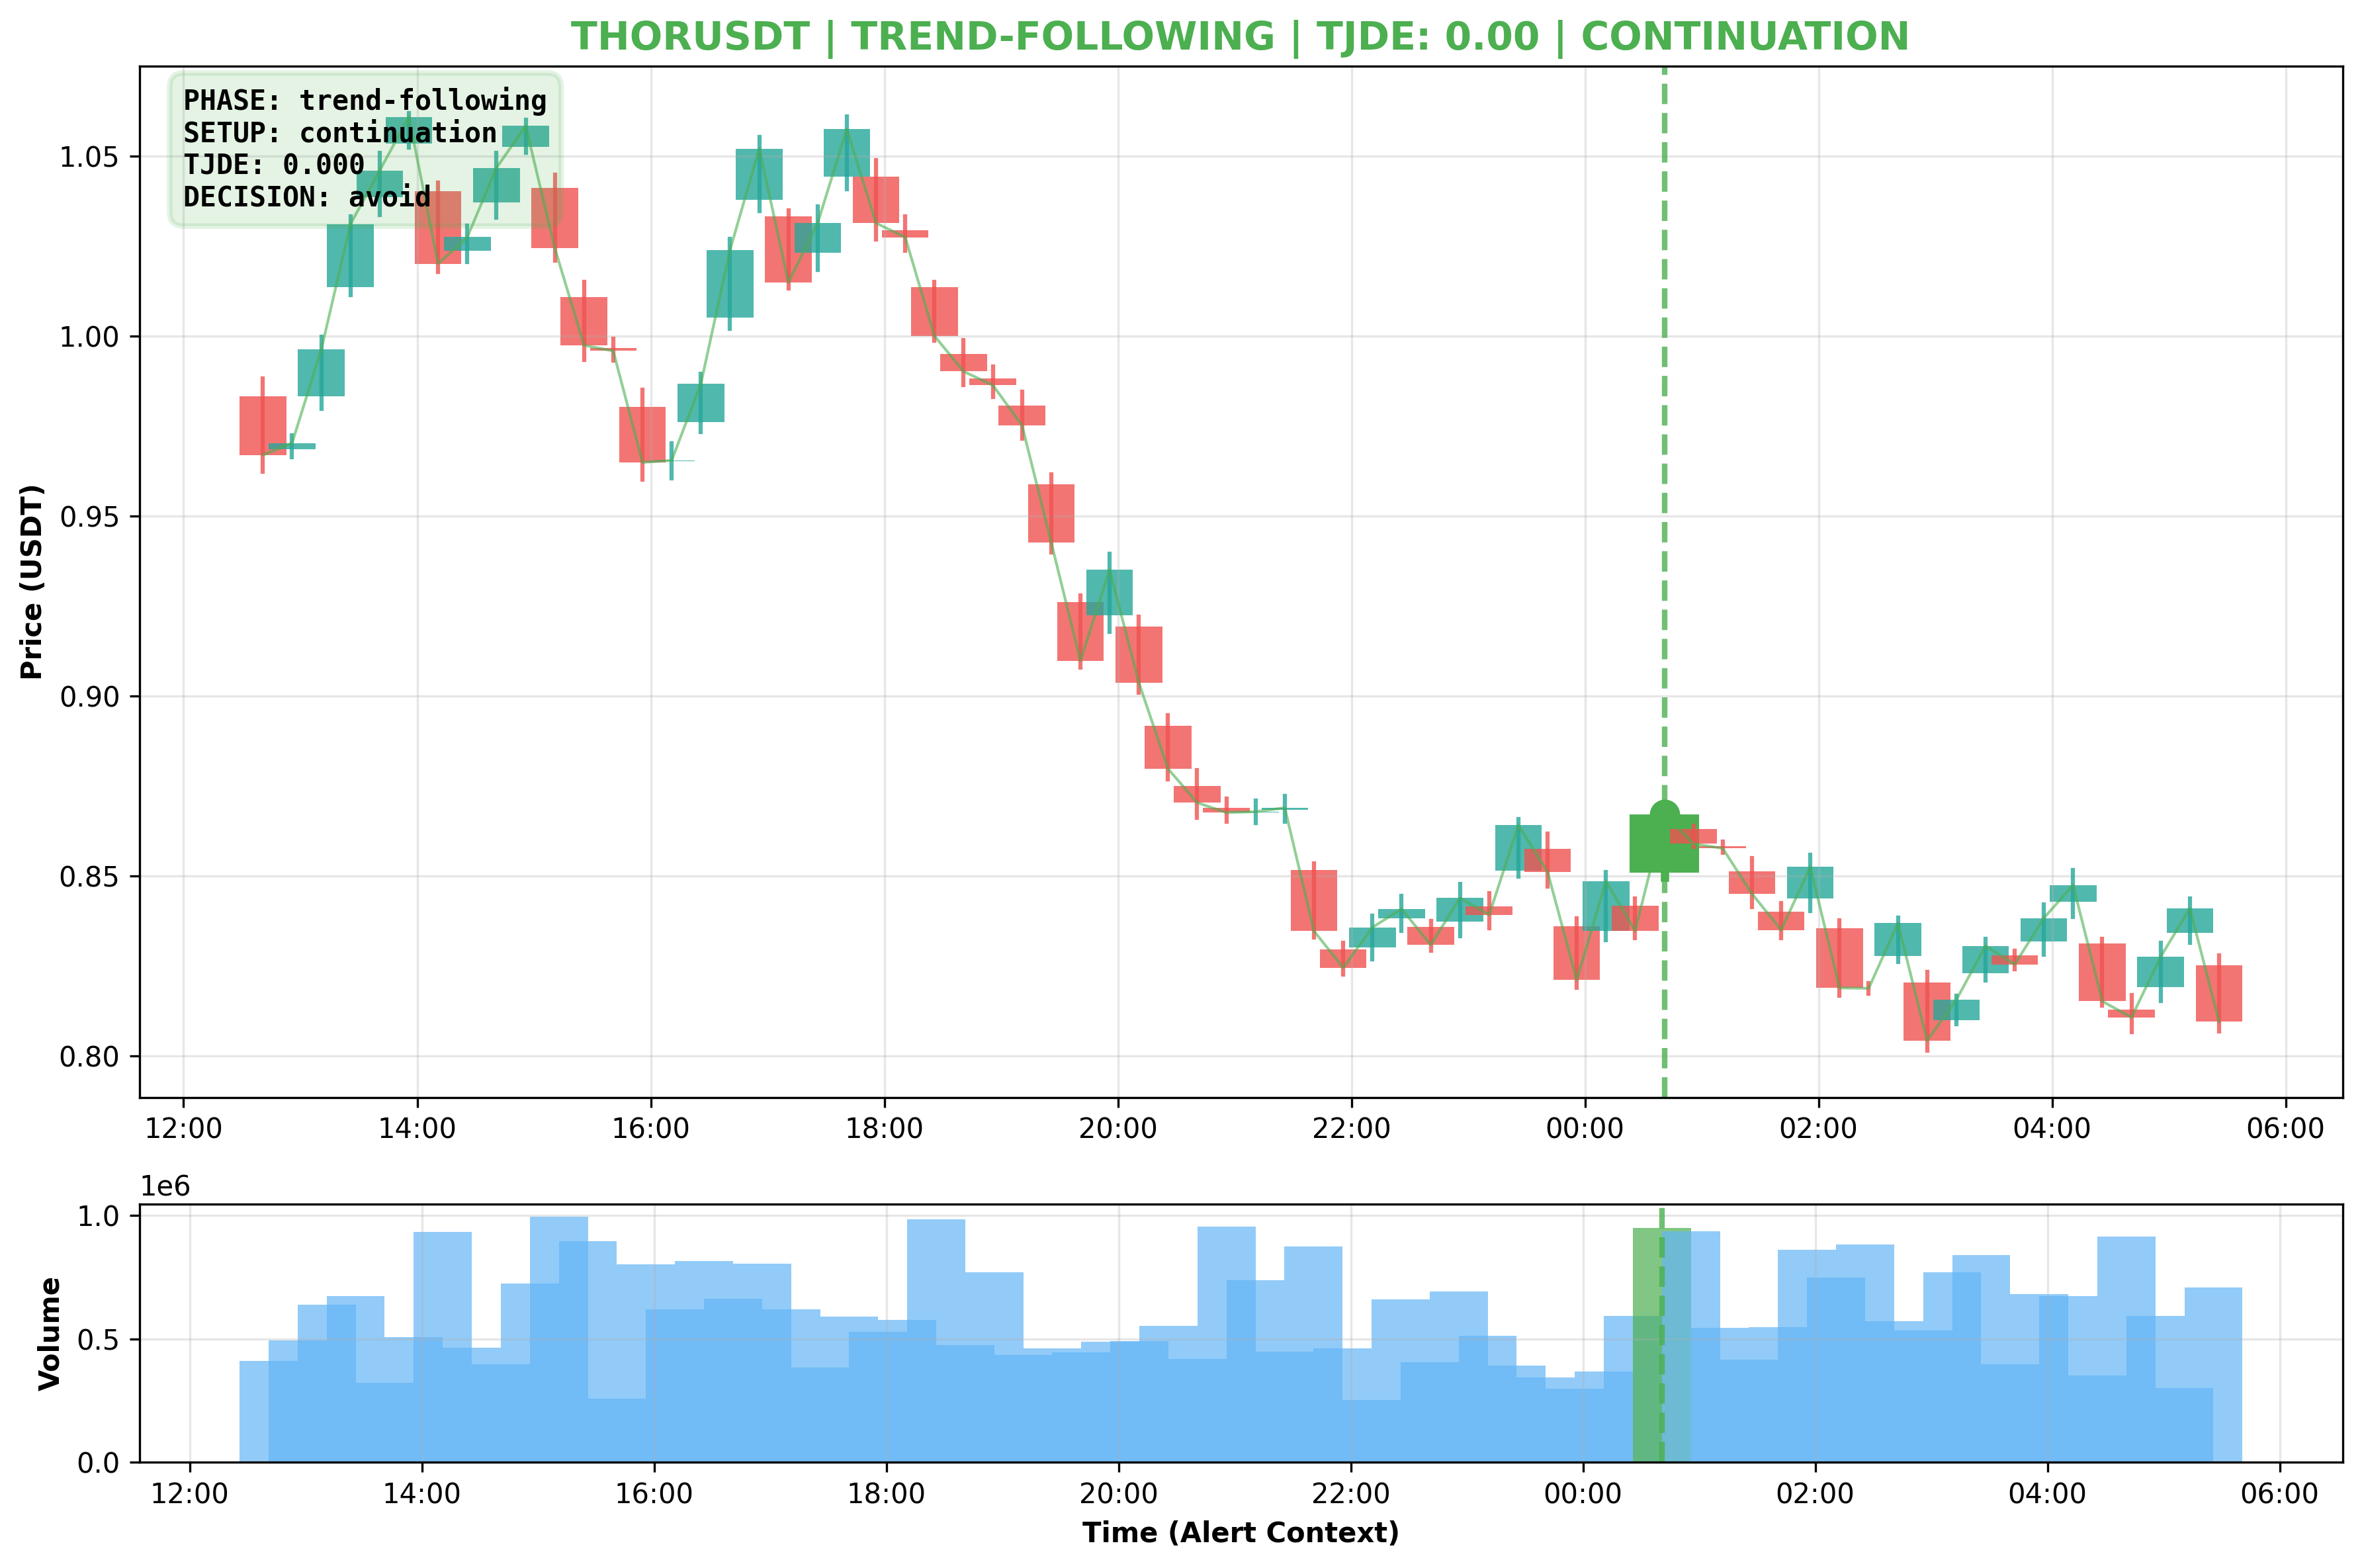 THORUSDT | TREND-FOLLOWING | TJDE: 0.00 | CONTINUATION
PHASE: trend-following
SETUP: continuation
TJDE: 0.000
DECISION: avoid
Price (USDT)
1.05
1.00
0.95
0.90
0.85
0.80
12:00 14:00 16:00 18:00 20:00 22:00 00:00 02:00 04:00 06:00
1e6
Volume
1.0
0.5
0.0
12:00 14:00 16:00 18:00 20:00 22:00 00:00 02:00 04:00 06:00
Time (Alert Context)